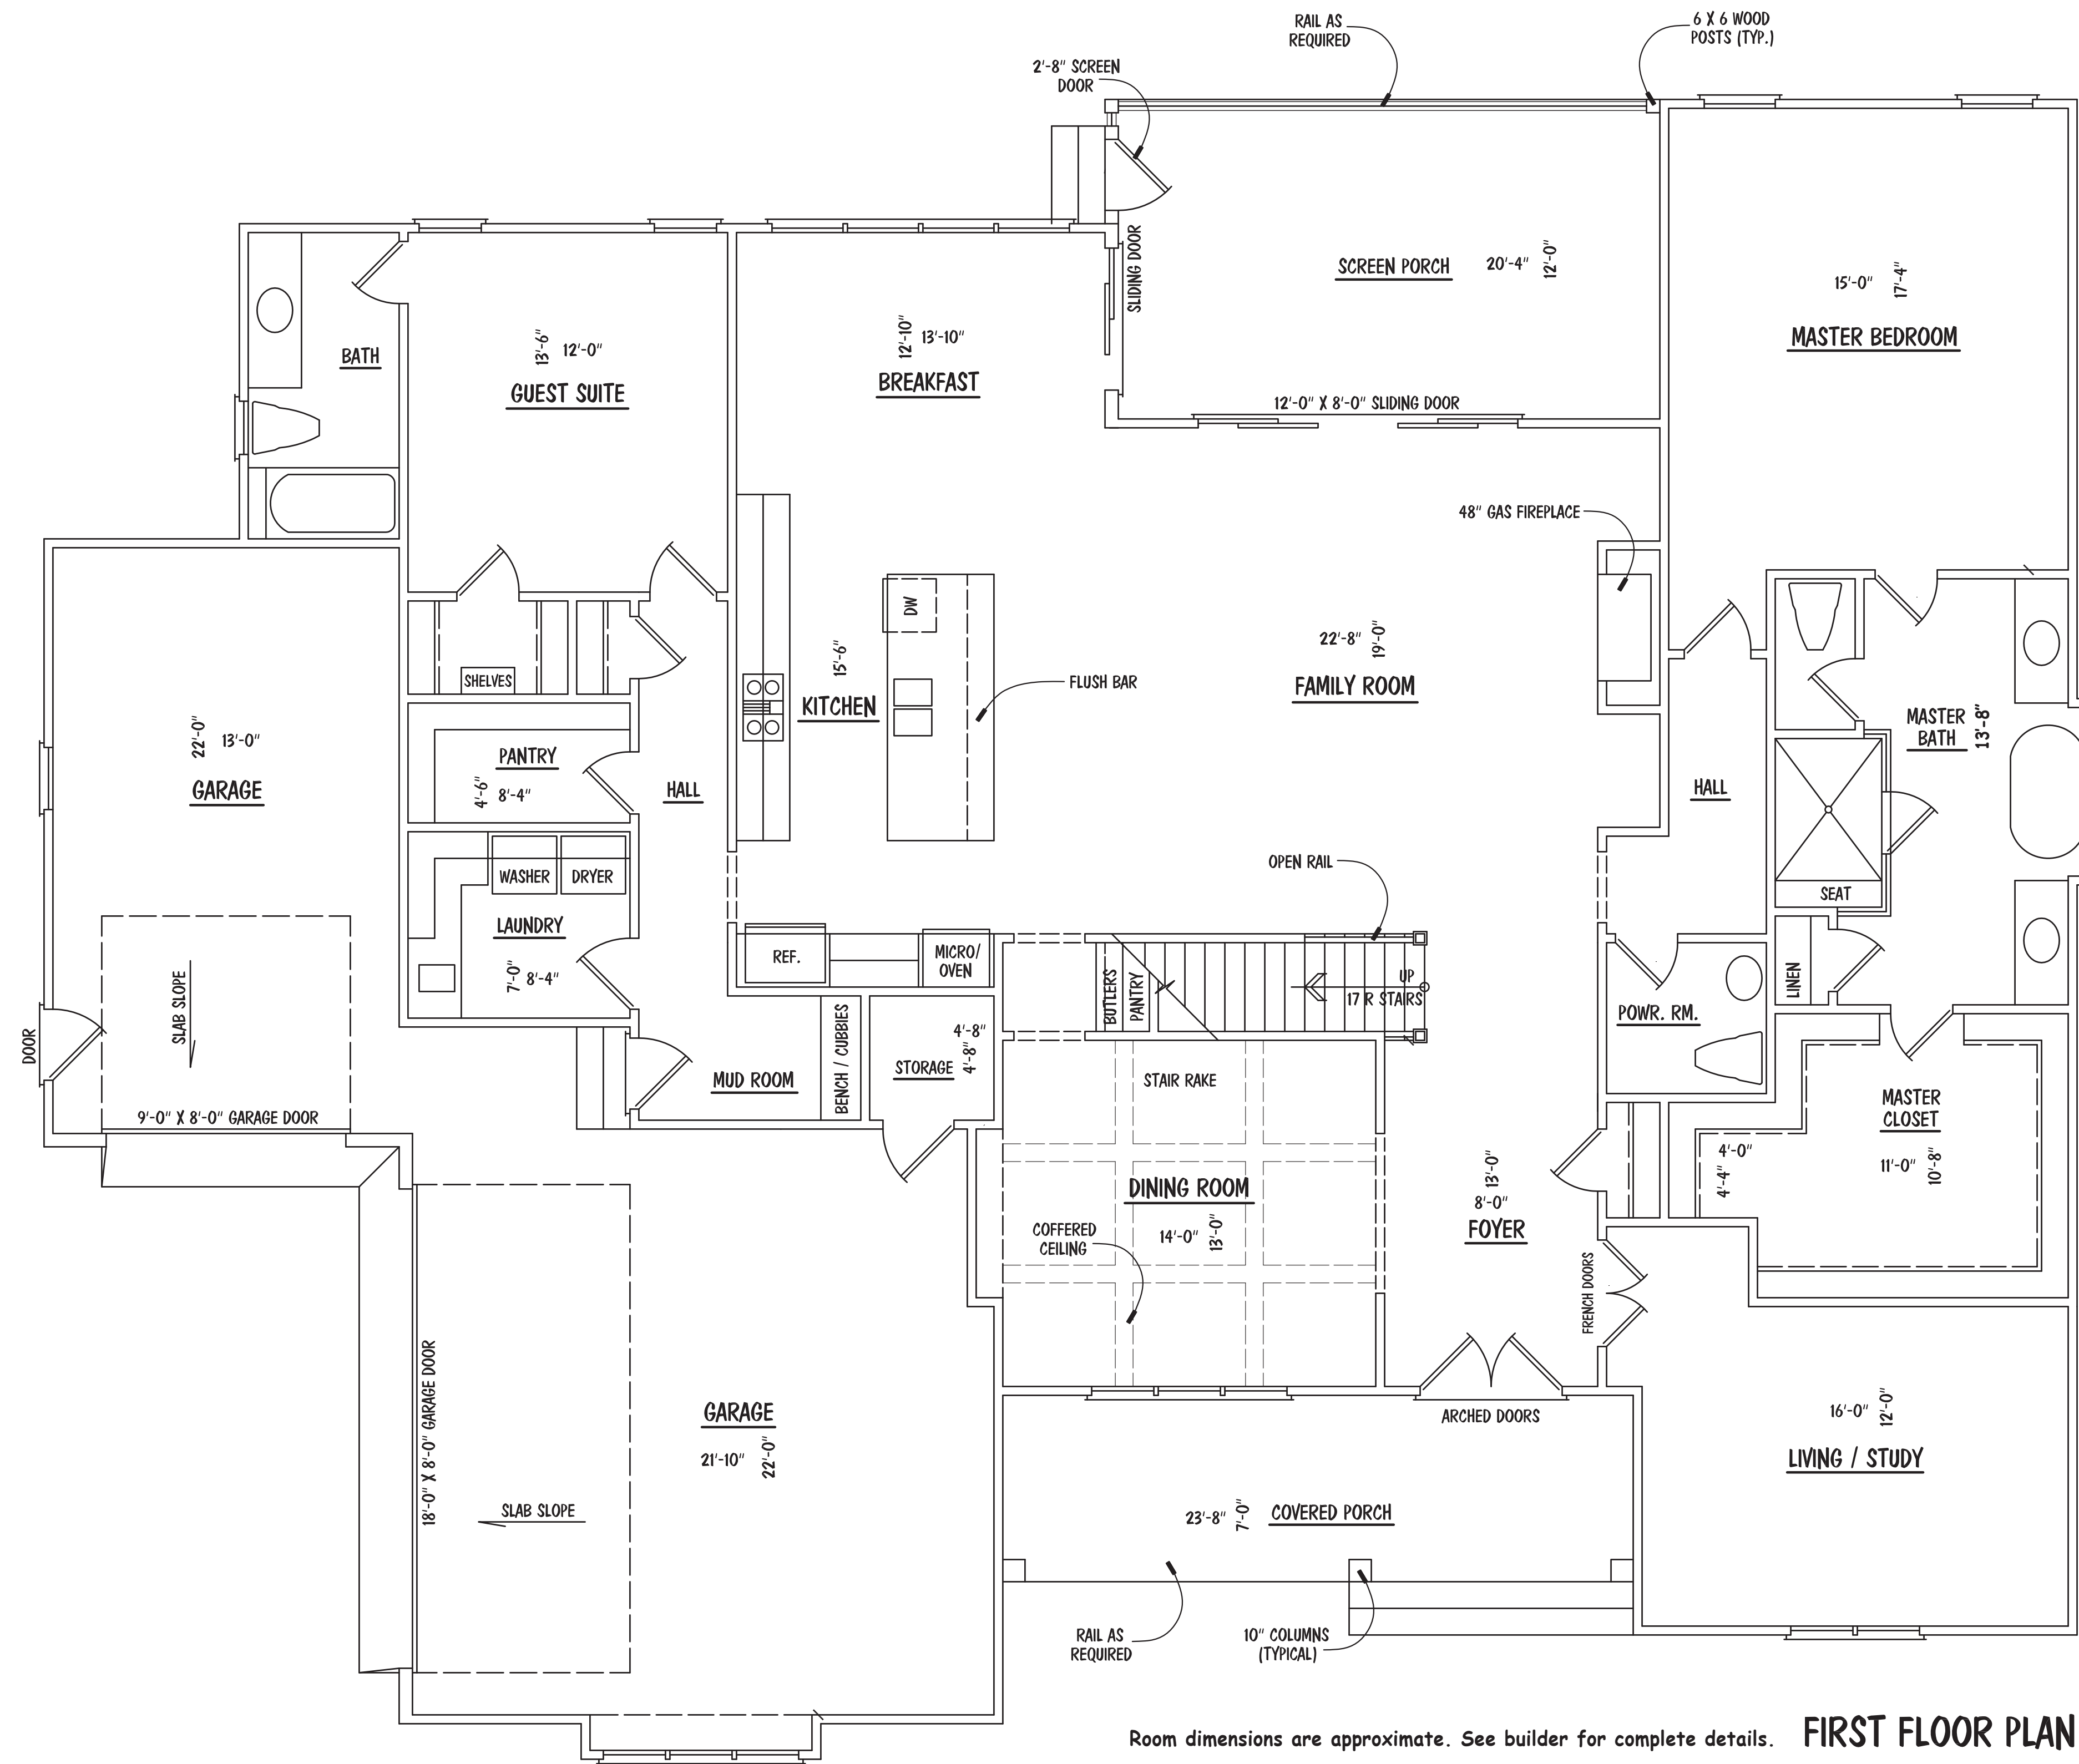 RAIL AS
REQUIRED
6 X 6 WOOD
POSTS (TYP.)
2'-8" SCREEN
DOOR
SLIDING DOOR
SCREEN PORCH
20'-4"
12'-0"
15'-0"
17'-4"
MASTER BEDROOM
BATH
13'-6"
12'-0"
GUEST SUITE
12'-10"
13'-10"
BREAKFAST
12'-0" X 8'-0" SLIDING DOOR
48" GAS FIREPLACE
DW
SHELVES
15'-6"
KITCHEN
FLUSH BAR
22'-8"
19'-0"
FAMILY ROOM
22'-0"
13'-0"
GARAGE
PANTRY
4'-6"
8'-4"
HALL
HALL
MASTER
BATH
13'-8"
WASHER
DRYER
OPEN RAIL
SEAT
LAUNDRY
7'-0"
8'-4"
REF.
MICRO/
OVEN
BUTLERS
PANTRY
UP
17 R STAIRS
LINEN
POWR. RM.
SLAB SLOPE
DOOR
9'-0" X 8'-0" GARAGE DOOR
MUD ROOM
BENCH / CUBBIES
4'-8"
4'-8"
STORAGE
STAIR RAKE
MASTER
CLOSET
4'-0"
4'-4"
11'-0"
10'-8"
DINING ROOM
14'-0"
13'-0"
COFFERED
CEILING
13'-0"
8'-0"
FOYER
FRENCH DOORS
18'-0" X 8'-0" GARAGE DOOR
GARAGE
21'-10"
22'-0"
SLAB SLOPE
ARCHED DOORS
16'-0"
12'-0"
LIVING / STUDY
23'-8"
7'-0"
COVERED PORCH
RAIL AS
REQUIRED
10" COLUMNS
(TYPICAL)
Room dimensions are approximate. See builder for complete details.
FIRST FLOOR PLAN